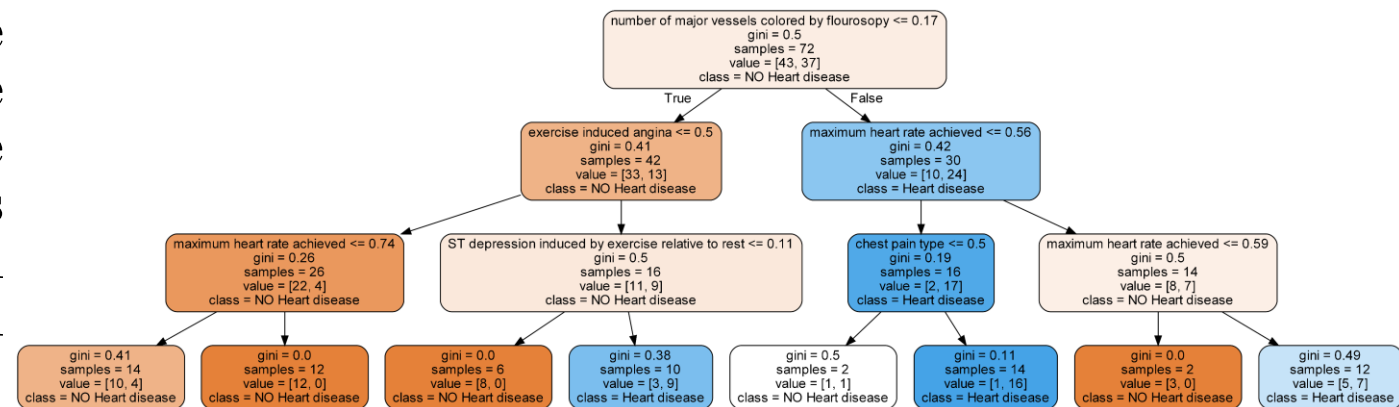 number of major vessels colored by flourosopy <= 0.17
gini = 0.5
samples = 72
value = [43, 37]
class = NO Heart disease
True
False
exercise induced angina <= 0.5
gini = 0.41
samples = 42
value = [33, 13]
class = NO Heart disease
maximum heart rate achieved <= 0.56
gini = 0.42
samples = 30
value = [10, 24]
class = Heart disease
maximum heart rate achieved <= 0.74
gini = 0.26
samples = 26
value = [22, 4]
class = NO Heart disease
ST depression induced by exercise relative to rest <= 0.11
gini = 0.5
samples = 16
value = [11, 9]
class = NO Heart disease
chest pain type <= 0.5
gini = 0.19
samples = 16
value = [2, 17]
class = Heart disease
maximum heart rate achieved <= 0.59
gini = 0.5
samples = 14
value = [8, 7]
class = NO Heart disease
gini = 0.41
samples = 14
value = [10, 4]
class = NO Heart disease
gini = 0.0
samples = 12
value = [12, 0]
class = NO Heart disease
gini = 0.0
samples = 6
value = [8, 0]
class = NO Heart disease
gini = 0.38
samples = 10
value = [3, 9]
class = Heart disease
gini = 0.5
samples = 2
value = [1, 1]
class = NO Heart disease
gini = 0.11
samples = 14
value = [1, 16]
class = Heart disease
gini = 0.0
samples = 2
value = [3, 0]
class = NO Heart disease
gini = 0.49
samples = 12
value = [5, 7]
class = Heart disease